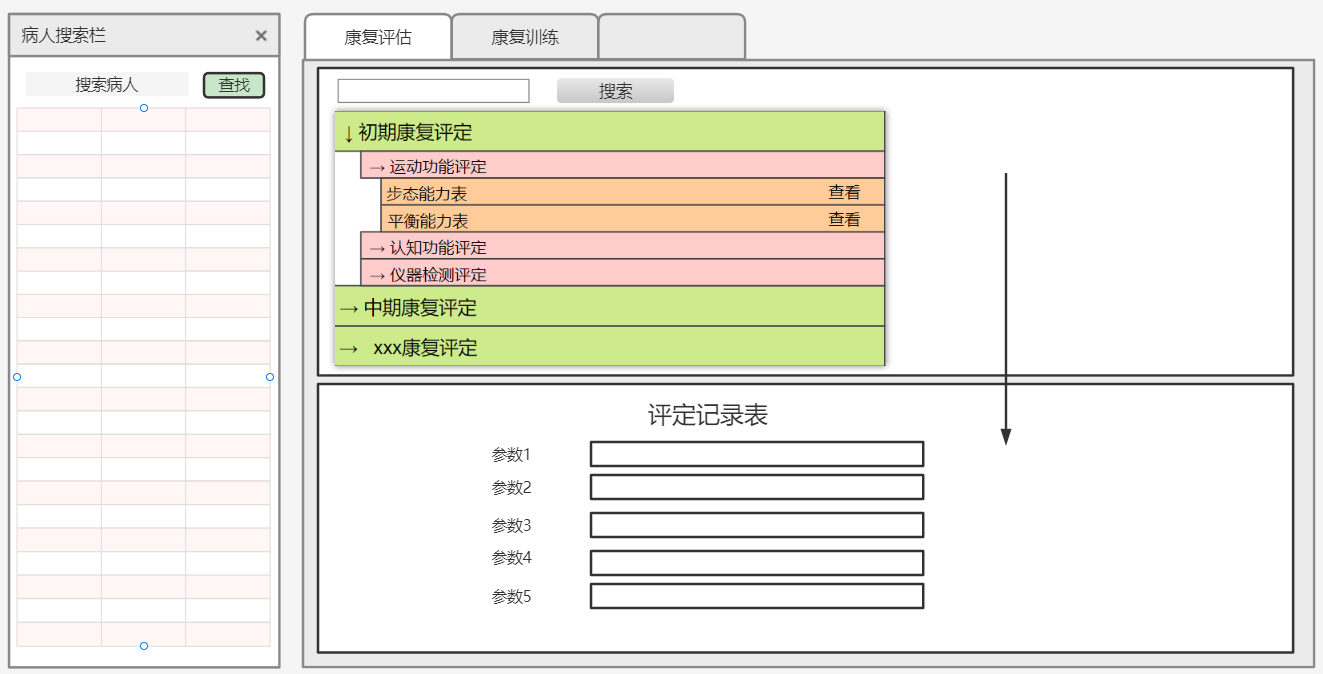 病人搜索栏 ×
搜索病人 查找
康复评估 康复训练
搜索
↓ 初期康复评定
→ 运动功能评定
步态能力表 查看
平衡能力表 查看
→ 认知功能评定
→ 仪器检测评定
→ 中期康复评定
→ xxx康复评定
评定记录表
参数1
参数2
参数3
参数4
参数5